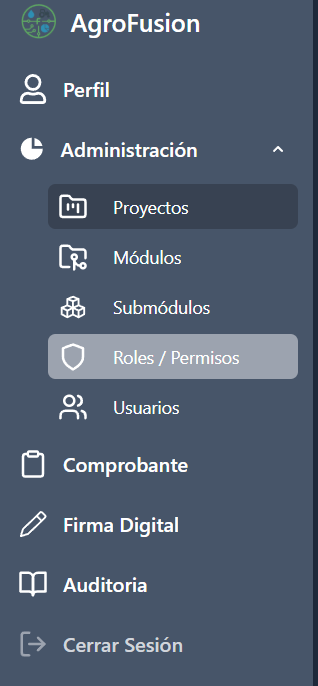 AgroFusion
Perfil
Administración
Proyectos
Módulos
Submódulos
Roles / Permisos
Usuarios
Comprobante
Firma Digital
Auditoria
Cerrar Sesión